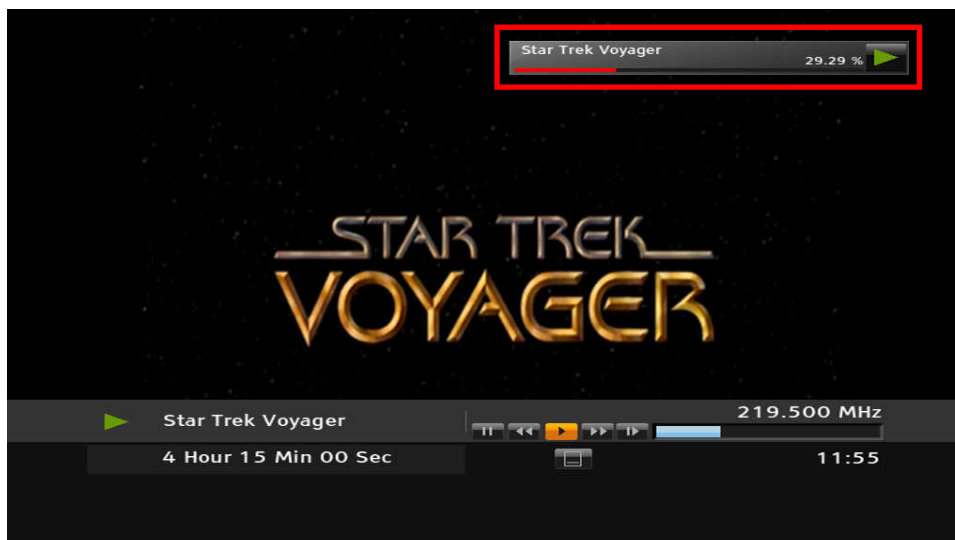 Star Trek Voyager
29.29 %
STAR TREK
VOYAGER
Star Trek Voyager
219.500 MHz
4 Hour 15 Min 00 Sec
11:55